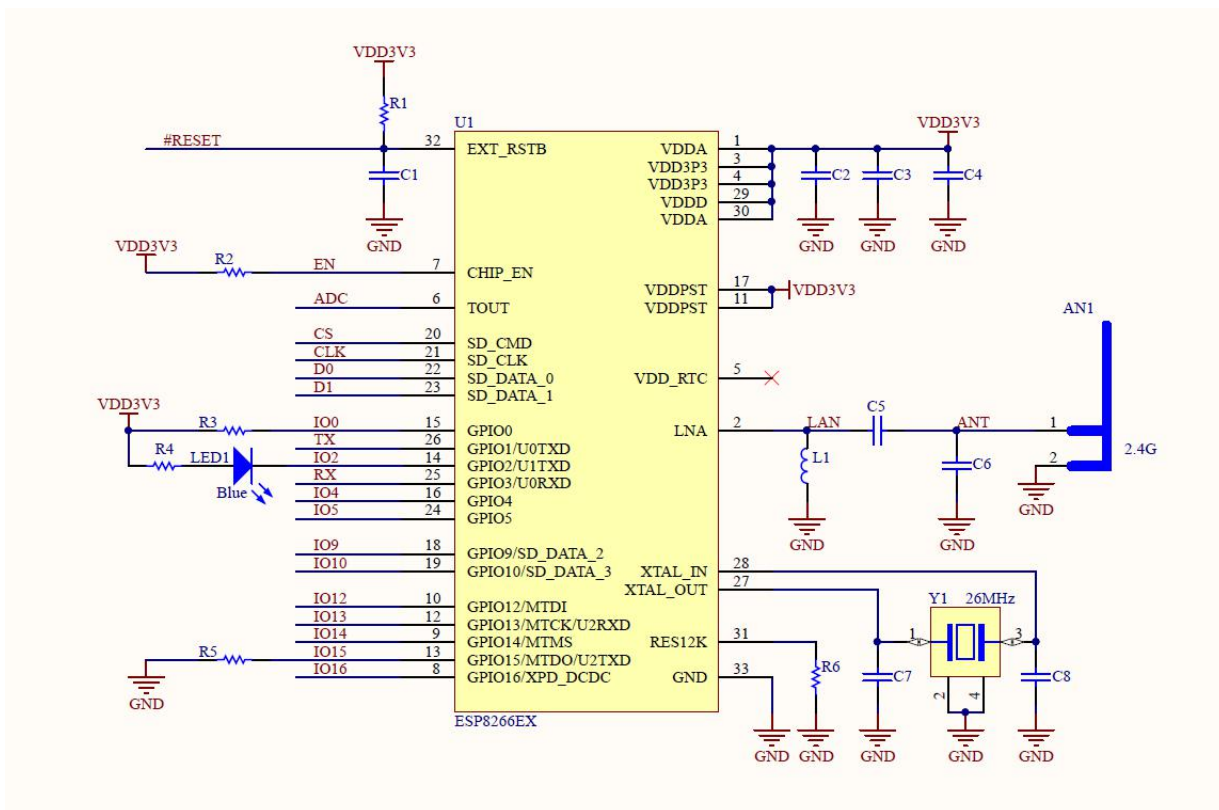 VDD3V3
R1
#RESET
C1
GND
VDD3V3
R2
EN
ADC
CS
CLK
D0
D1
VDD3V3
R3
IO0
TX
R4
LED1
IO2
Blue
RX
IO4
IO5
IO9
IO10
IO12
IO13
IO14
R5
IO15
IO16
GND
U1
32 EXT_RSTB
7 CHIP_EN
6 TOUT
20 SD_CMD
21 SD_CLK
22 SD_DATA_0
23 SD_DATA_1
15 GPIO0
26 GPIO1/U0TXD
14 GPIO2/U1TXD
25 GPIO3/U0RXD
16 GPIO4
24 GPIO5
18 GPIO9/SD_DATA_2
19 GPIO10/SD_DATA_3
10 GPIO12/MTDI
12 GPIO13/MTCK/U2RXD
9 GPIO14/MTMS
13 GPIO15/MTDO/U2TXD
8 GPIO16/XPD_DCDC
ESP8266EX
VDDA 1
VDD3P3 3
VDD3P3 4
VDDD 29
VDDA 30
VDDPST 17
VDDPST 11
VDD_RTC 5
LNA 2
XTAL_IN 28
XTAL_OUT 27
RES12K 31
GND 33
VDD3V3
C2
C3
C4
GND
GND
GND
VDD3V3
AN1
LAN
C5
ANT
1
L1
C6
2
2.4G
GND
GND
GND
Y1 26MHz
1
3
R6
C7
2
4
C8
GND
GND
GND
GND
GND